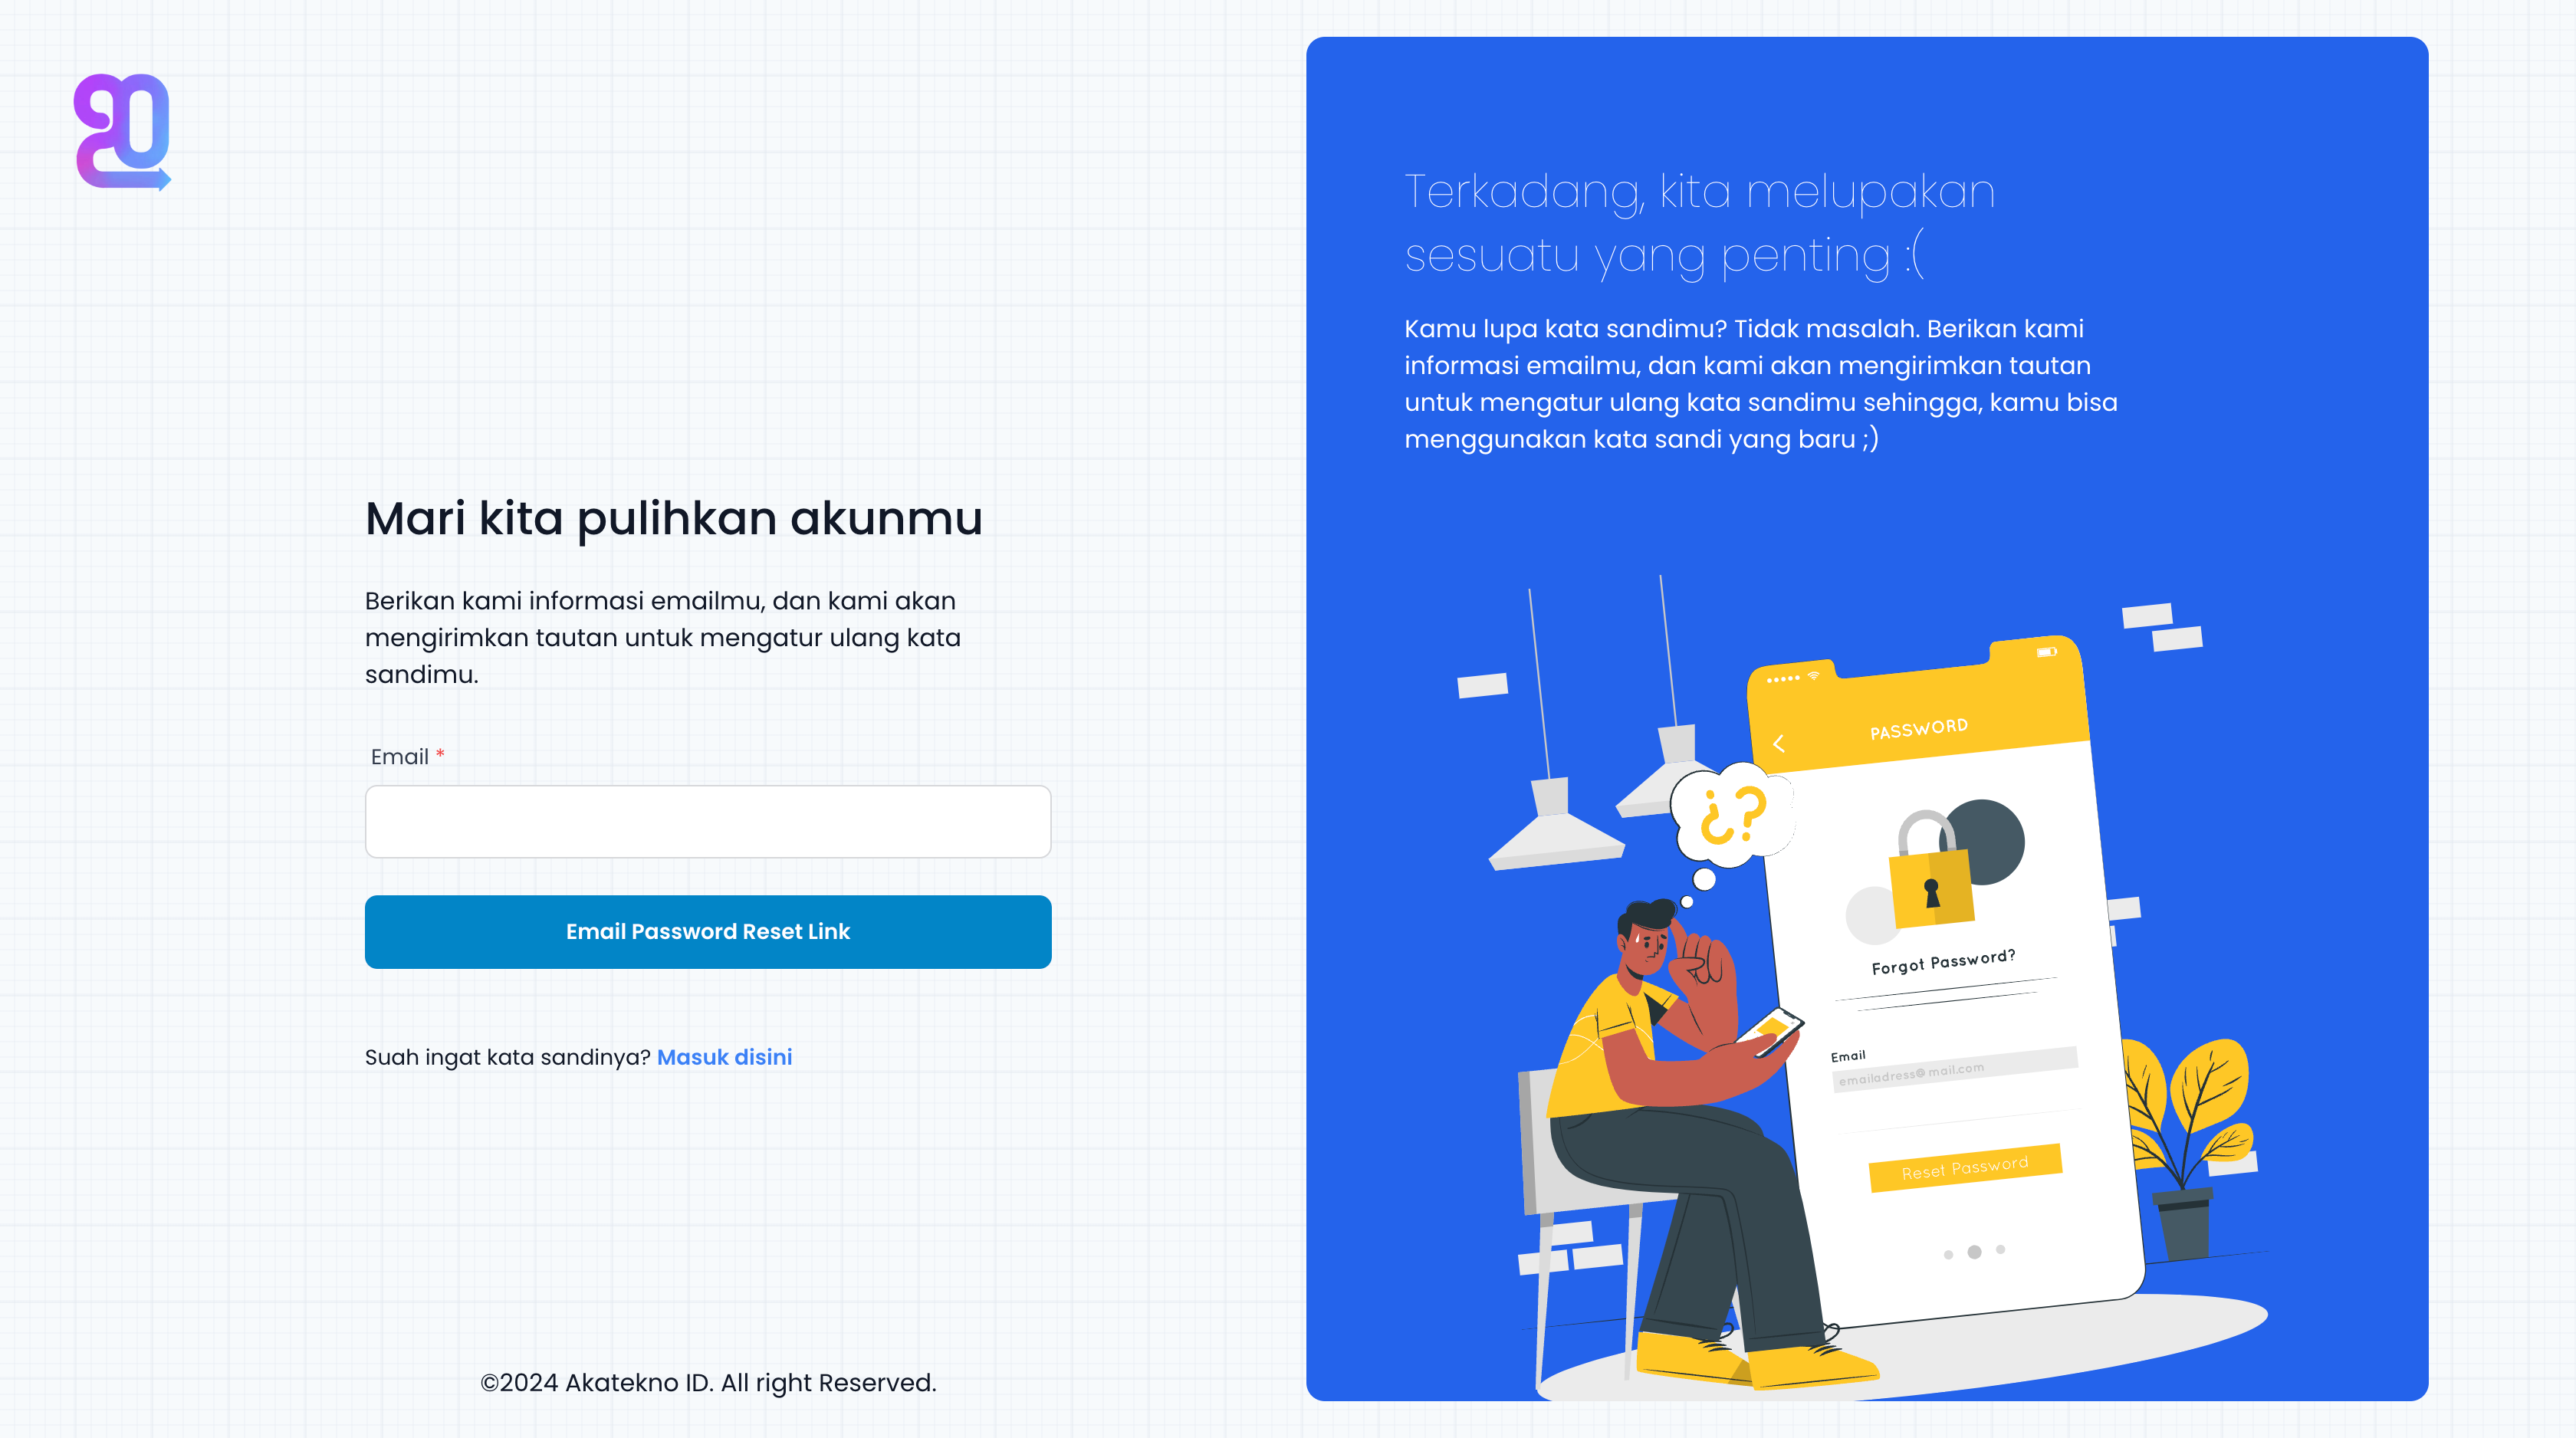 Mari kita pulihkan akunmu
Berikan kami informasi emailmu, dan kami akan
mengirimkan tautan untuk mengatur ulang kata
sandimu.
Email *
Email Password Reset Link
Suah ingat kata sandinya? Masuk disini
©2024 Akatekno ID. All right Reserved.
Terkadang, kita melupakan
sesuatu yang penting :(
Kamu lupa kata sandimu? Tidak masalah. Berikan kami
informasi emailmu, dan kami akan mengirimkan tautan
untuk mengatur ulang kata sandimu sehingga, kamu bisa
menggunakan kata sandi yang baru ;)
PASSWORD
¿?
Forgot Password?
Email
emailadress@mail.com
Reset Password